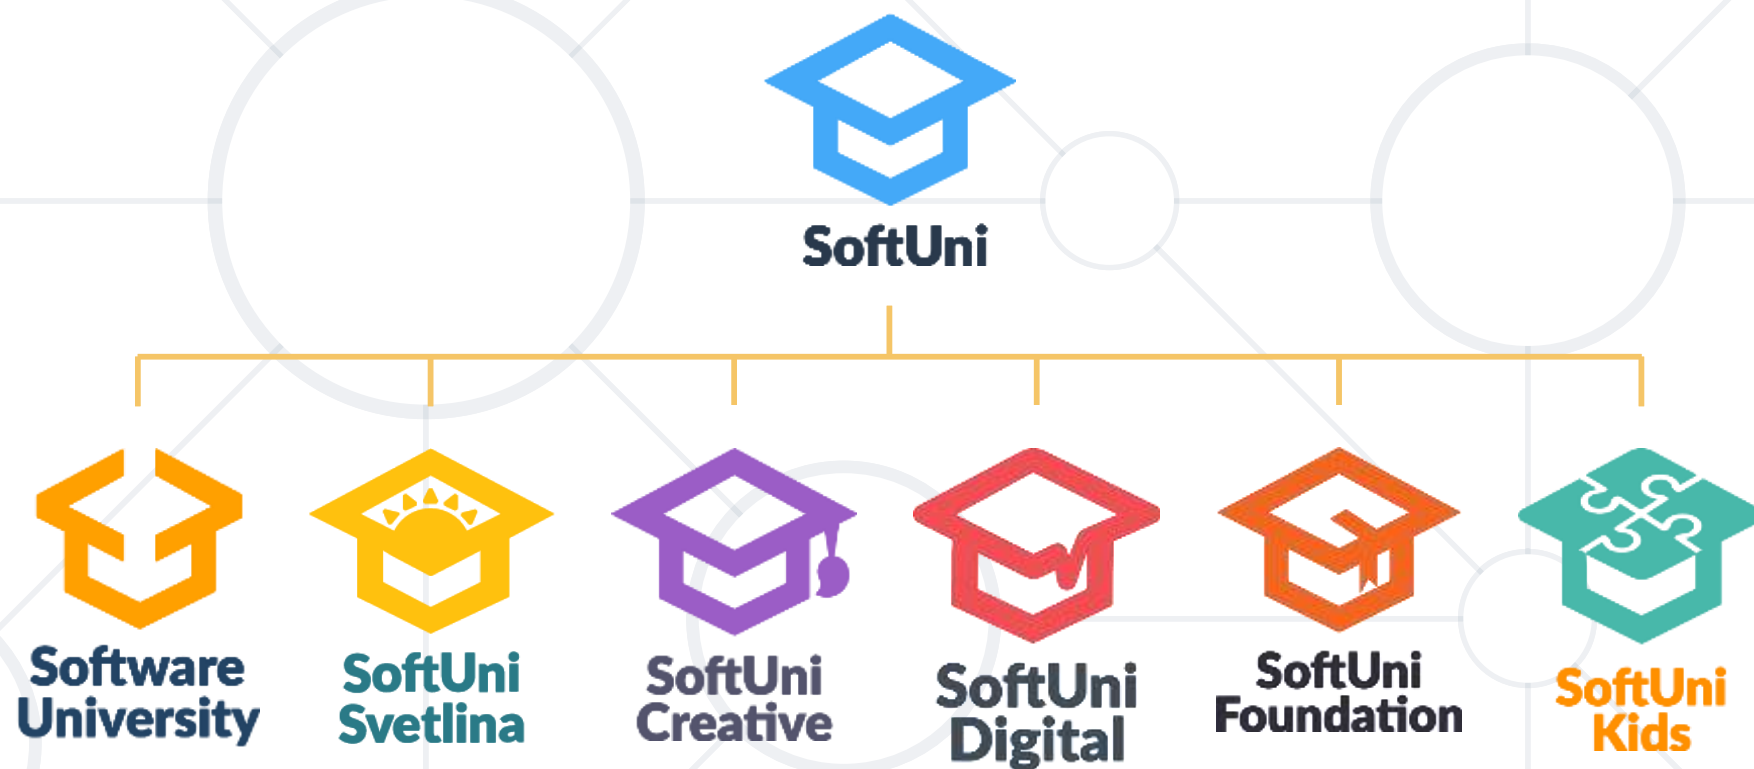 SoftUni
Software
University
SoftUni
Svetlina
SoftUni
Creative
SoftUni
Digital
SoftUni
Foundation
SoftUni
Kids